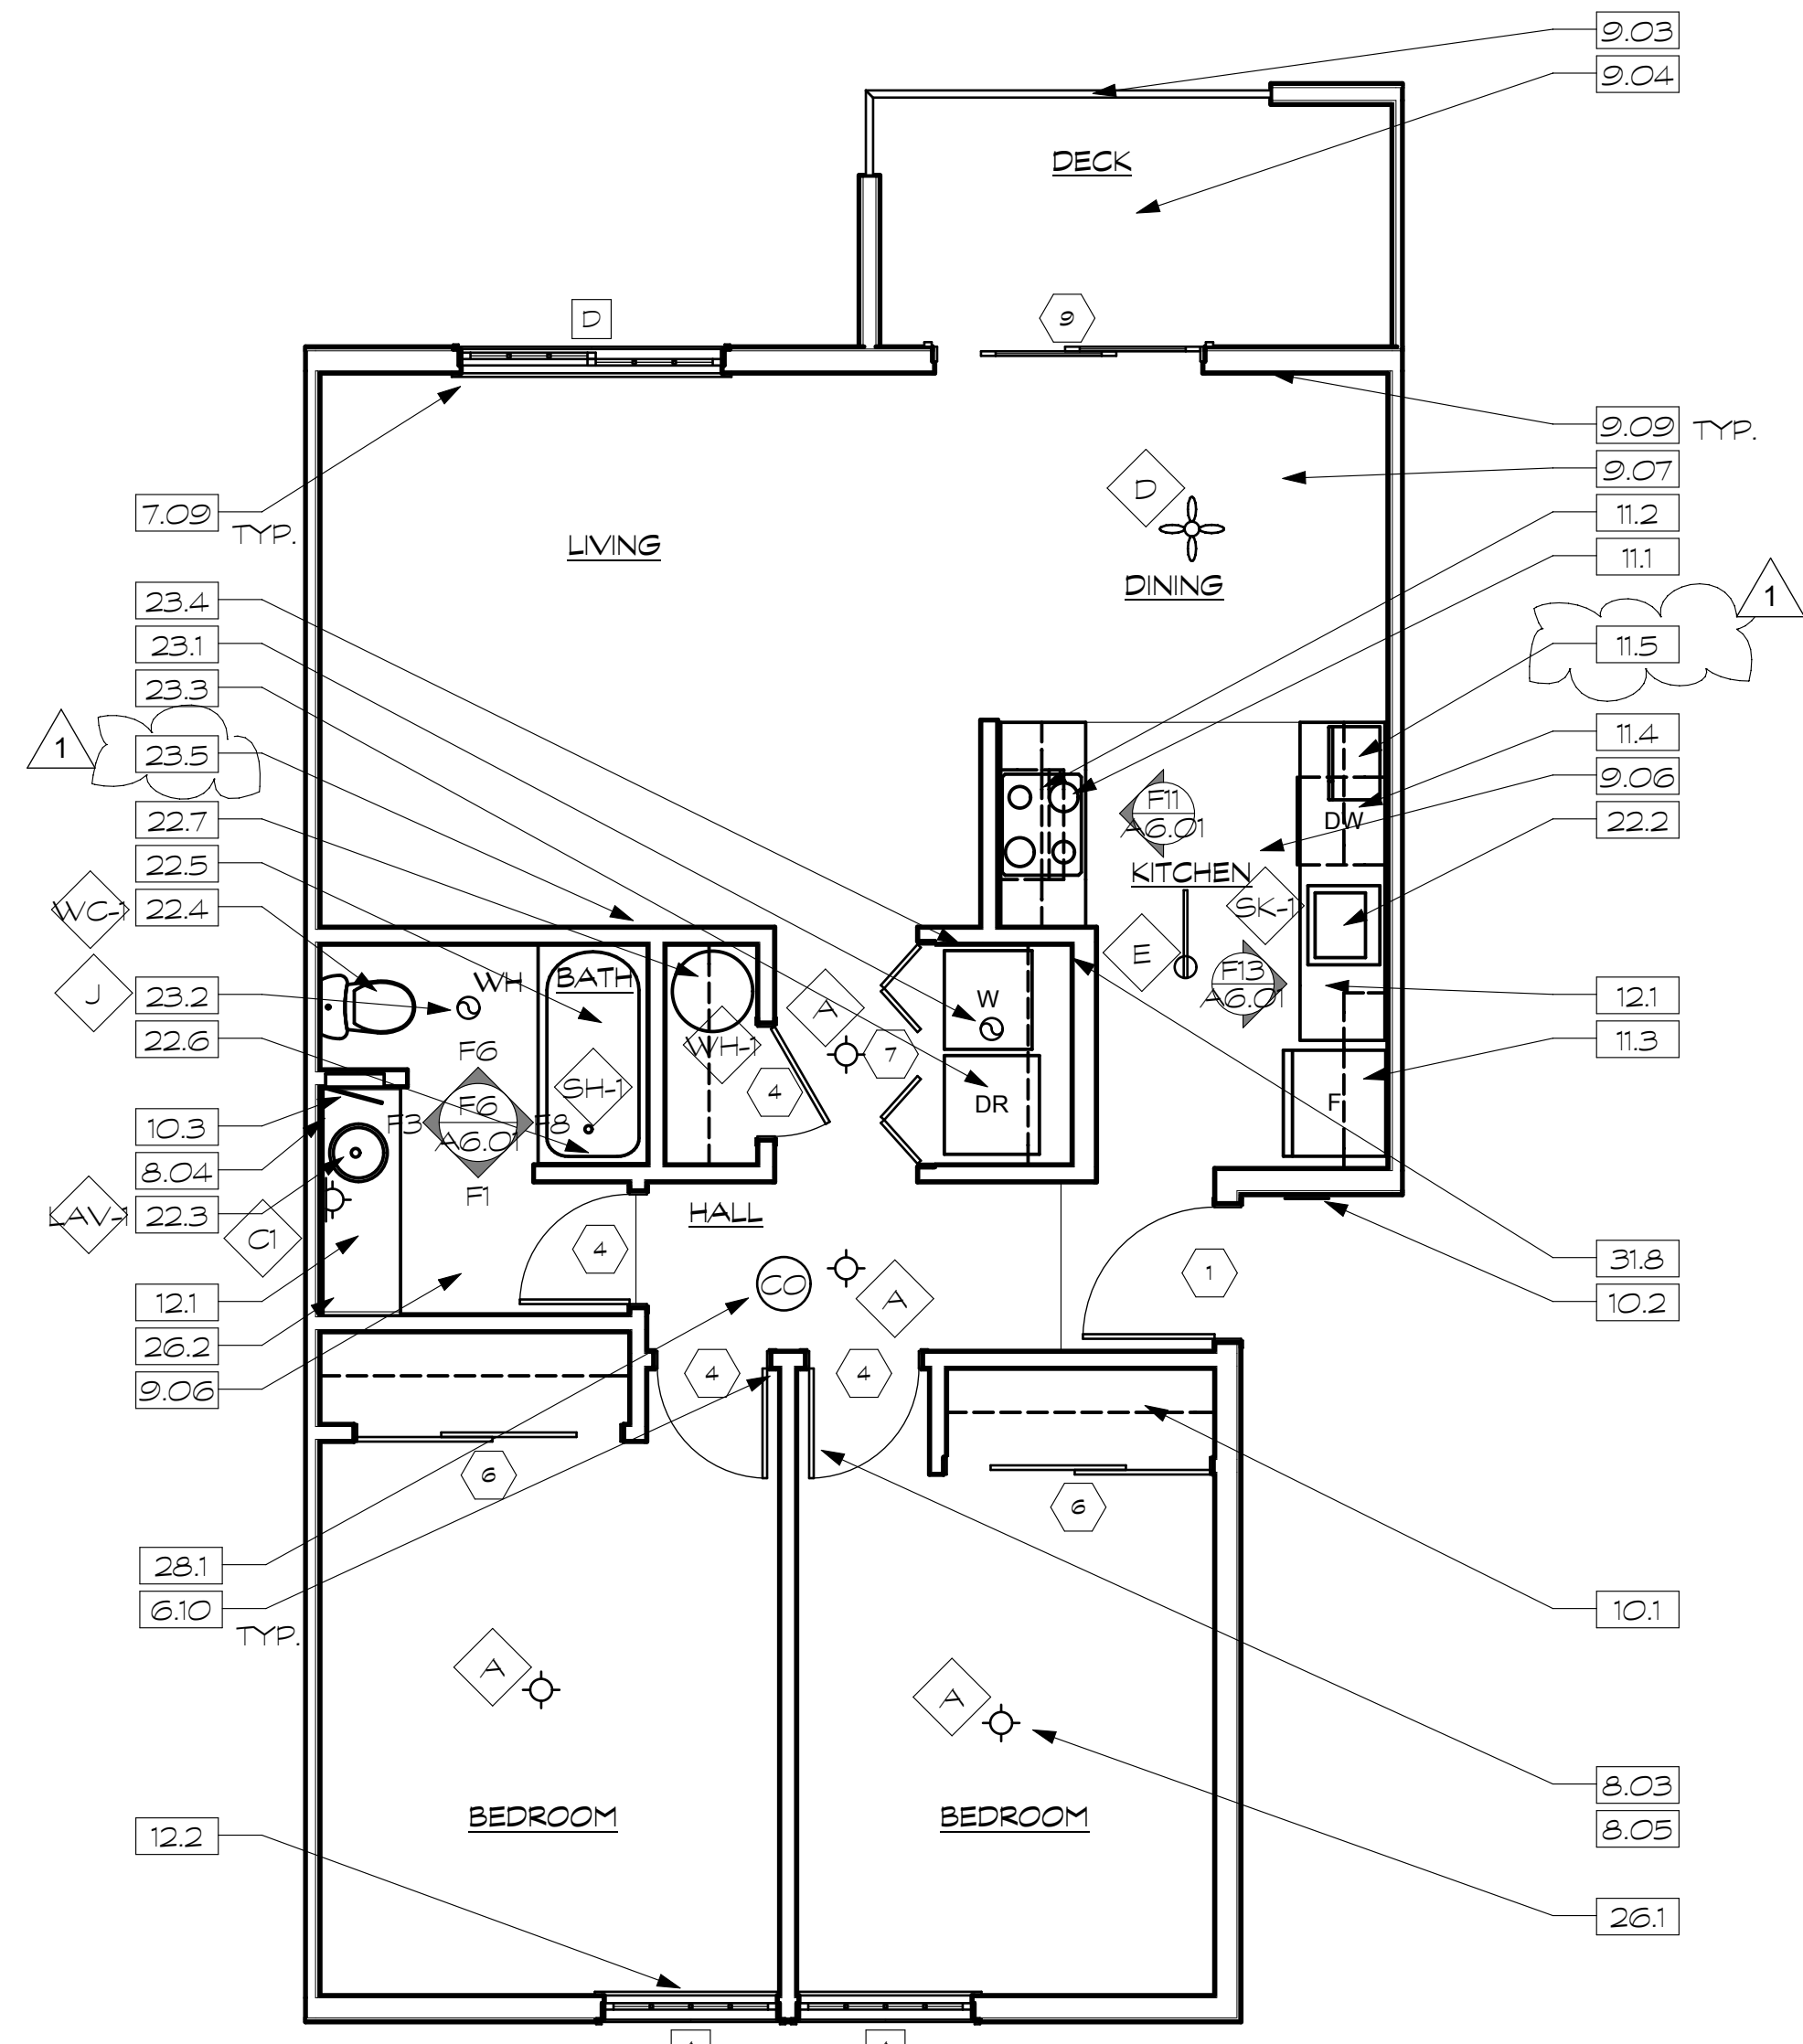 9.03
9.04
DECK
D
9
9.09 TYP.
9.07
7.09
TYP.
D
11.2
LIVING
11.1
DINING
23.4
1
23.1
11.5
23.3
1
23.5
11.4
9.06
22.7
F11
A6.01
DW
22.2
22.5
KITCHEN
WC-1
22.4
SK-1
E
J
23.2
WH
BATH
A
W
F13
A6.01
12.1
22.6
F6
WH-1
7
11.3
SH-1
4
DR
F
10.3
F3
F6
A6.01
F8
8.04
F1
LAV-1
22.3
C1
HALL
4
1
31.8
12.1
CO
A
10.2
26.2
9.06
4
4
6
6
28.1
6.10
TYP.
10.1
A
A
8.03
BEDROOM
BEDROOM
8.05
12.2
26.1